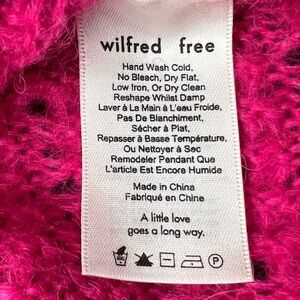 wilfred free
Hand Wash Cold,
No Bleach, Dry Flat,
Low Iron, Or Dry Clean
Reshape Whilst Damp
Laver à La Main à L'eau Froide,
Pas De Blanchiment,
Sécher à Plat,
Repasser à Basse Température,
Ou Nettoyer à Sec
Remodeler Pendant Que
L'article Est Encore Humide
Made in China
Fabriqué en Chine
A little love
goes a long way.
P